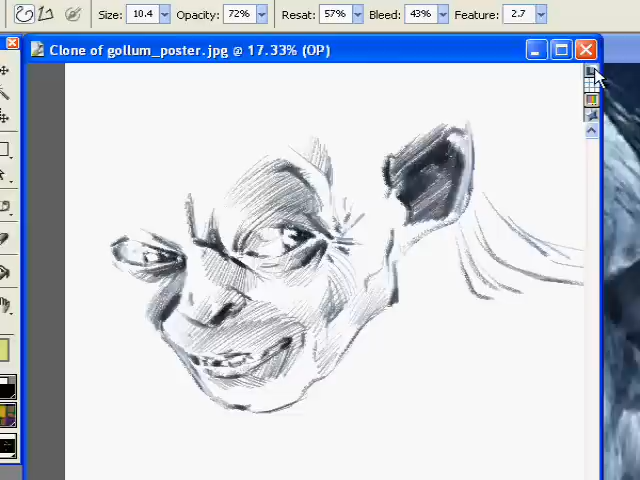 Size: 10.4 Opacity: 72% Resat: 57% Bleed: 43% Feature: 2.7
Clone of gollum_poster.jpg @ 17.33% (OP)